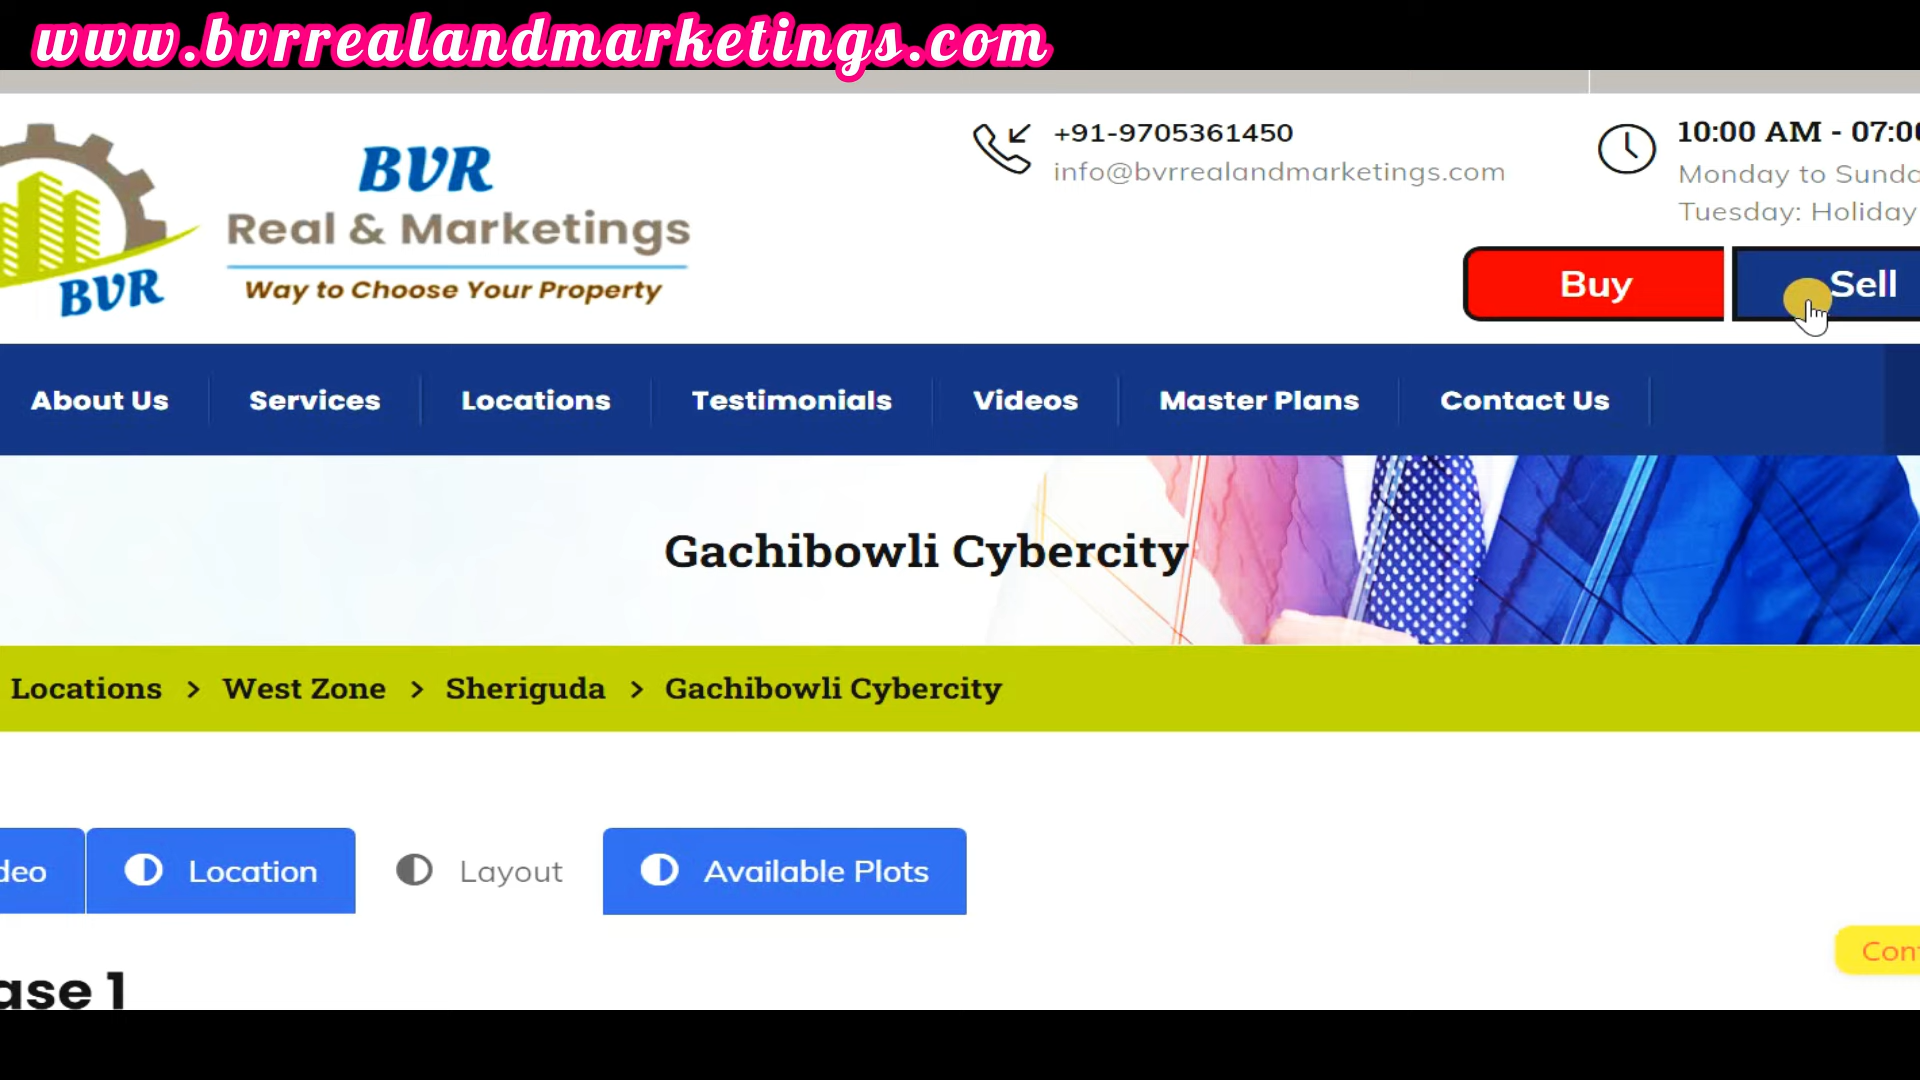 www.bvrrealandmarketings.com
BVR
BVR
Real & Marketings
Way to Choose Your Property
+91-9705361450
info@bvrrealandmarketings.com
10:00 AM - 07:00
Monday to Sunda
Tuesday: Holiday
Buy
Sell
About Us
Services
Locations
Testimonials
Videos
Master Plans
Contact Us
Gachibowli Cybercity
Locations > West Zone > Sheriguda > Gachibowli Cybercity
deo
Location
Layout
Available Plots
Con
ase 1